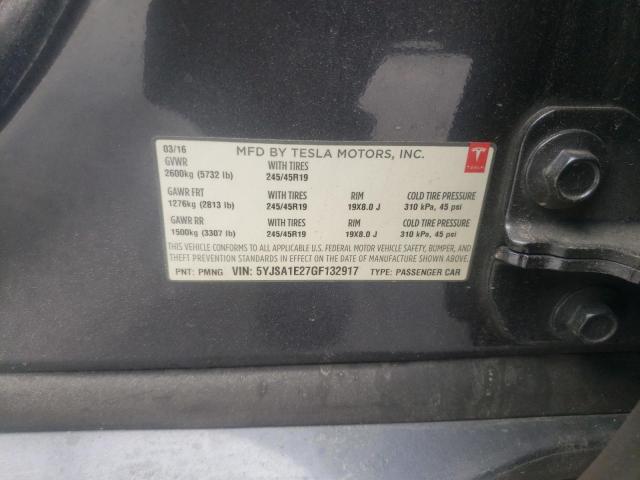 03/16 MFD BY TESLA MOTORS, INC.
GVWR WITH TIRES
2600kg (5732 lb) 245/45R19
GAWR FRT WITH TIRES RIM COLD TIRE PRESSURE
1276kg (2813 lb) 245/45R19 19X8.0 J 310 kPa, 45 psi
GAWR RR WITH TIRES RIM COLD TIRE PRESSURE
1500kg (3307 lb) 245/45R19 19X8.0 J 310 kPa, 45 psi
THIS VEHICLE CONFORMS TO ALL APPLICABLE U.S. FEDERAL MOTOR VEHICLE SAFETY, BUMPER, AND
THEFT PREVENTION STANDARDS IN EFFECT ON THE DATE OF MANUFACTURE SHOWN ABOVE.
PNT: PMNG VIN: 5YJSA1E27GF132917 TYPE: PASSENGER CAR